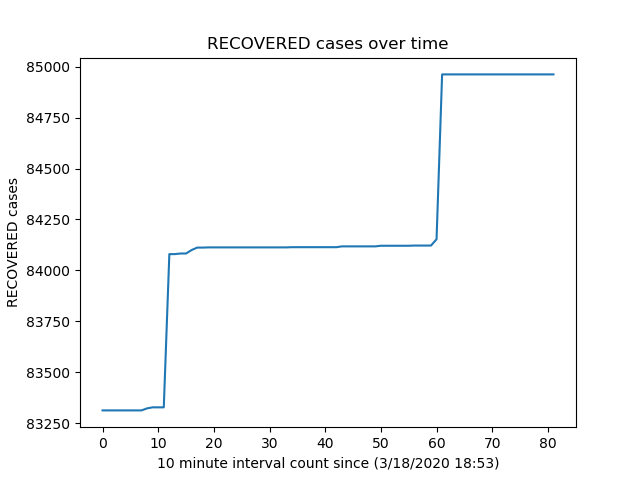 RECOVERED cases over time
85000
84750
84500
84250
84000
83750
83500
83250
RECOVERED cases
0 10 20 30 40 50 60 70 80
10 minute interval count since (3/18/2020 18:53)